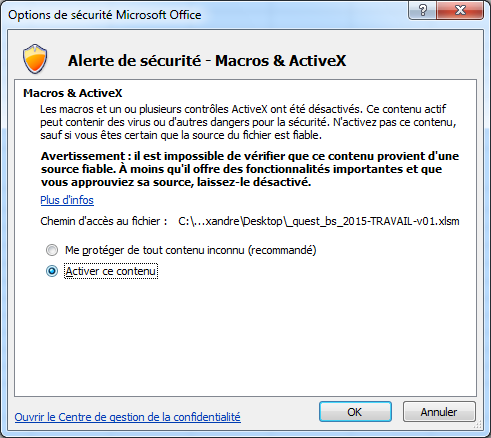 Options de sécurité Microsoft Office
Alerte de sécurité - Macros & ActiveX
Macros & ActiveX
Les macros et un ou plusieurs contrôles ActiveX ont été désactivés. Ce contenu actif
peut contenir des virus ou d'autres dangers pour la sécurité. N'activez pas ce contenu,
sauf si vous êtes certain que la source du fichier est fiable.
Avertissement : il est impossible de vérifier que ce contenu provient d'une
source fiable. À moins qu'il offre des fonctionnalités importantes et que
vous approuviez sa source, laissez-le désactivé.
Plus d'infos
Chemin d'accès au fichier : C:\...xandre\Desktop\_quest_bs_2015-TRAVAIL-v01.xlsm
Me protéger de tout contenu inconnu (recommandé)
Activer ce contenu
Ouvrir le Centre de gestion de la confidentialité
OK
Annuler